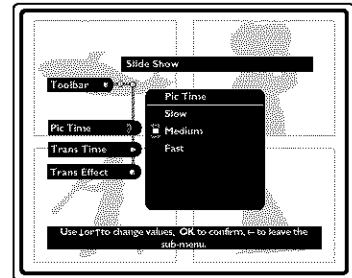 Slide Show
Toolbar
Pic Time
Pic Time
Slow
Medium
Fast
Trans Time
Trans Effect
Use ↓or↑to change values, OK to confirm, ← to leave the
sub-menu.